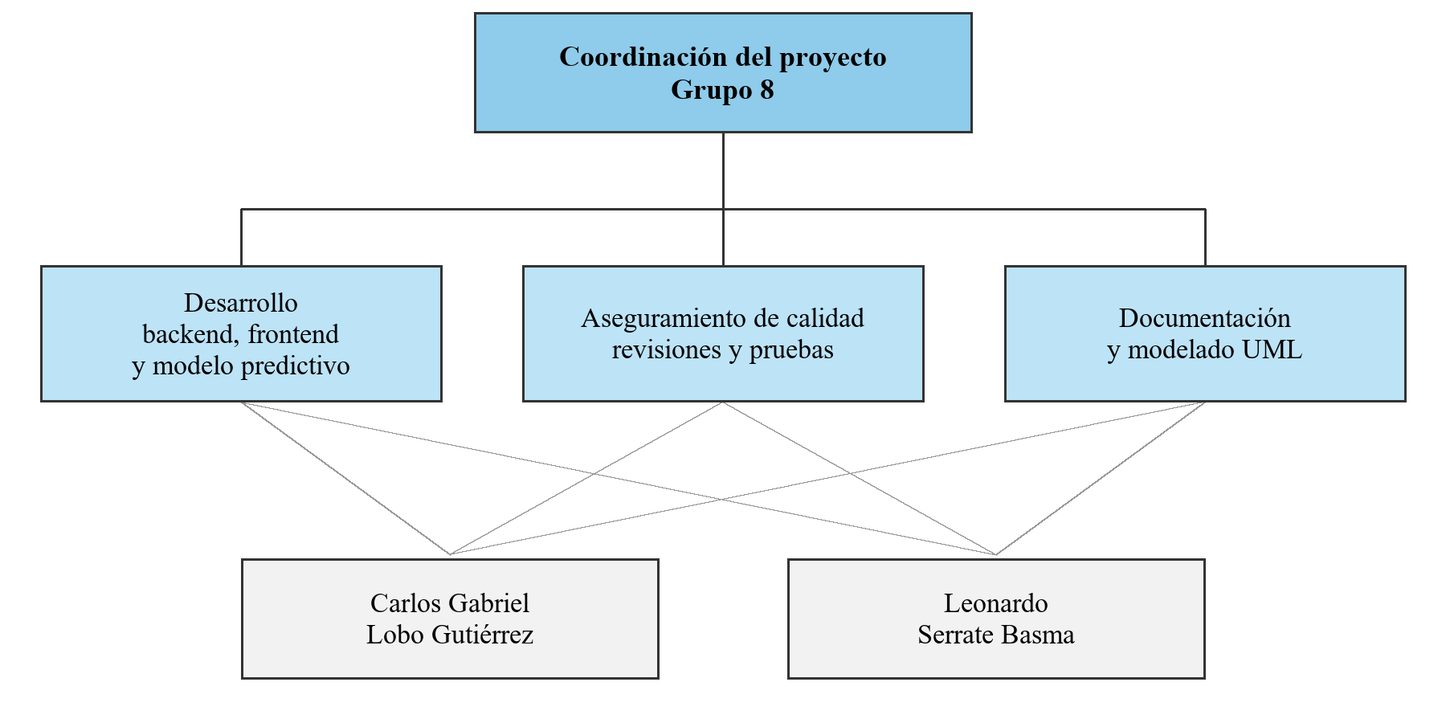 Coordinación del proyecto
Grupo 8
Desarrollo
backend, frontend
y modelo predictivo
Aseguramiento de calidad
revisiones y pruebas
Documentación
y modelado UML
Carlos Gabriel
Lobo Gutiérrez
Leonardo
Serrate Basma